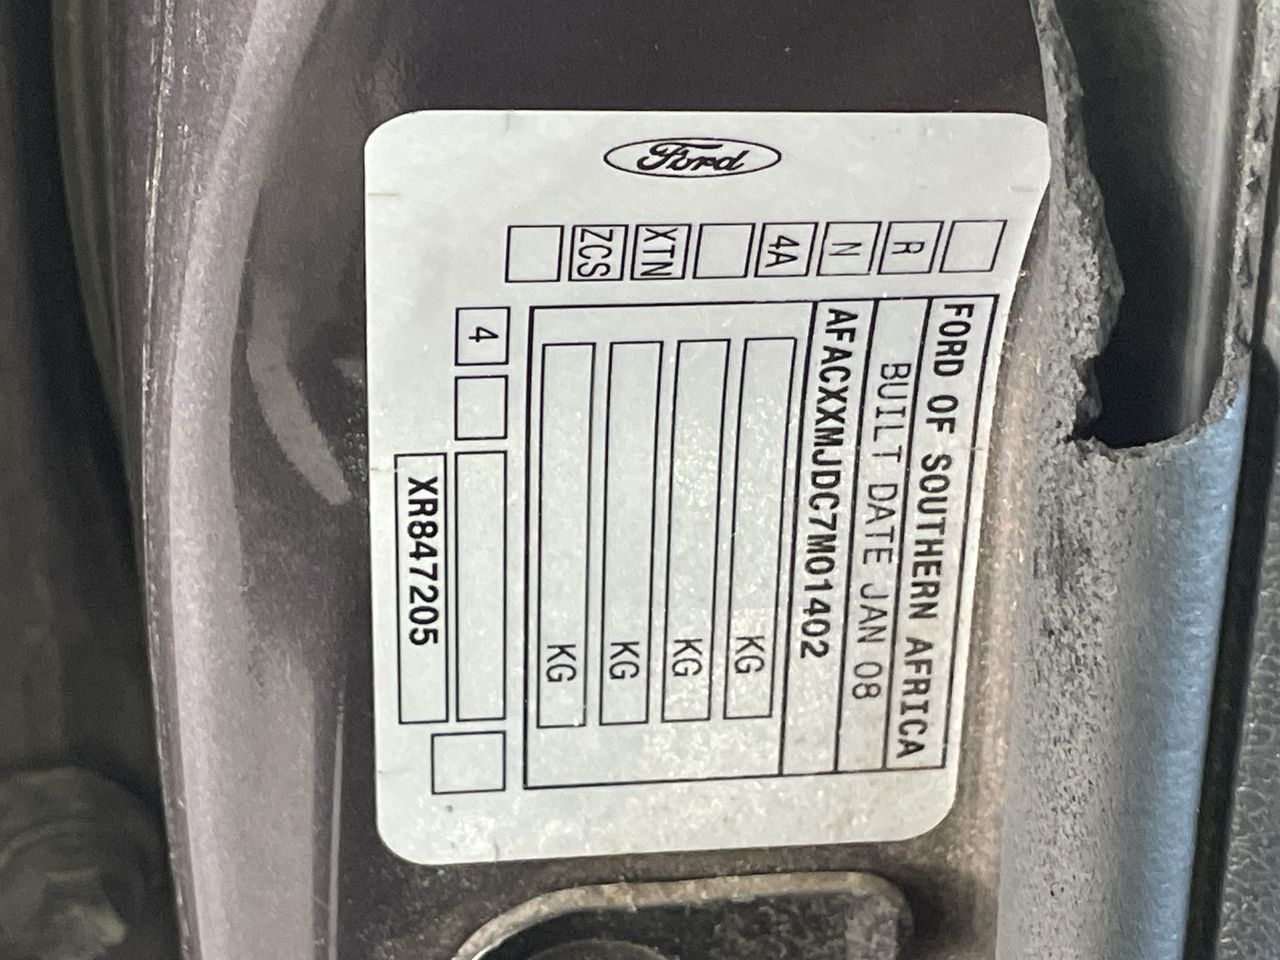 Ford
R
N
4A
XTN
ZCS
FORD OF SOUTHERN AFRICA
BUILT DATE JAN 08
AFACXXMJDC7M01402
KG
KG
KG
KG
4
XR847205